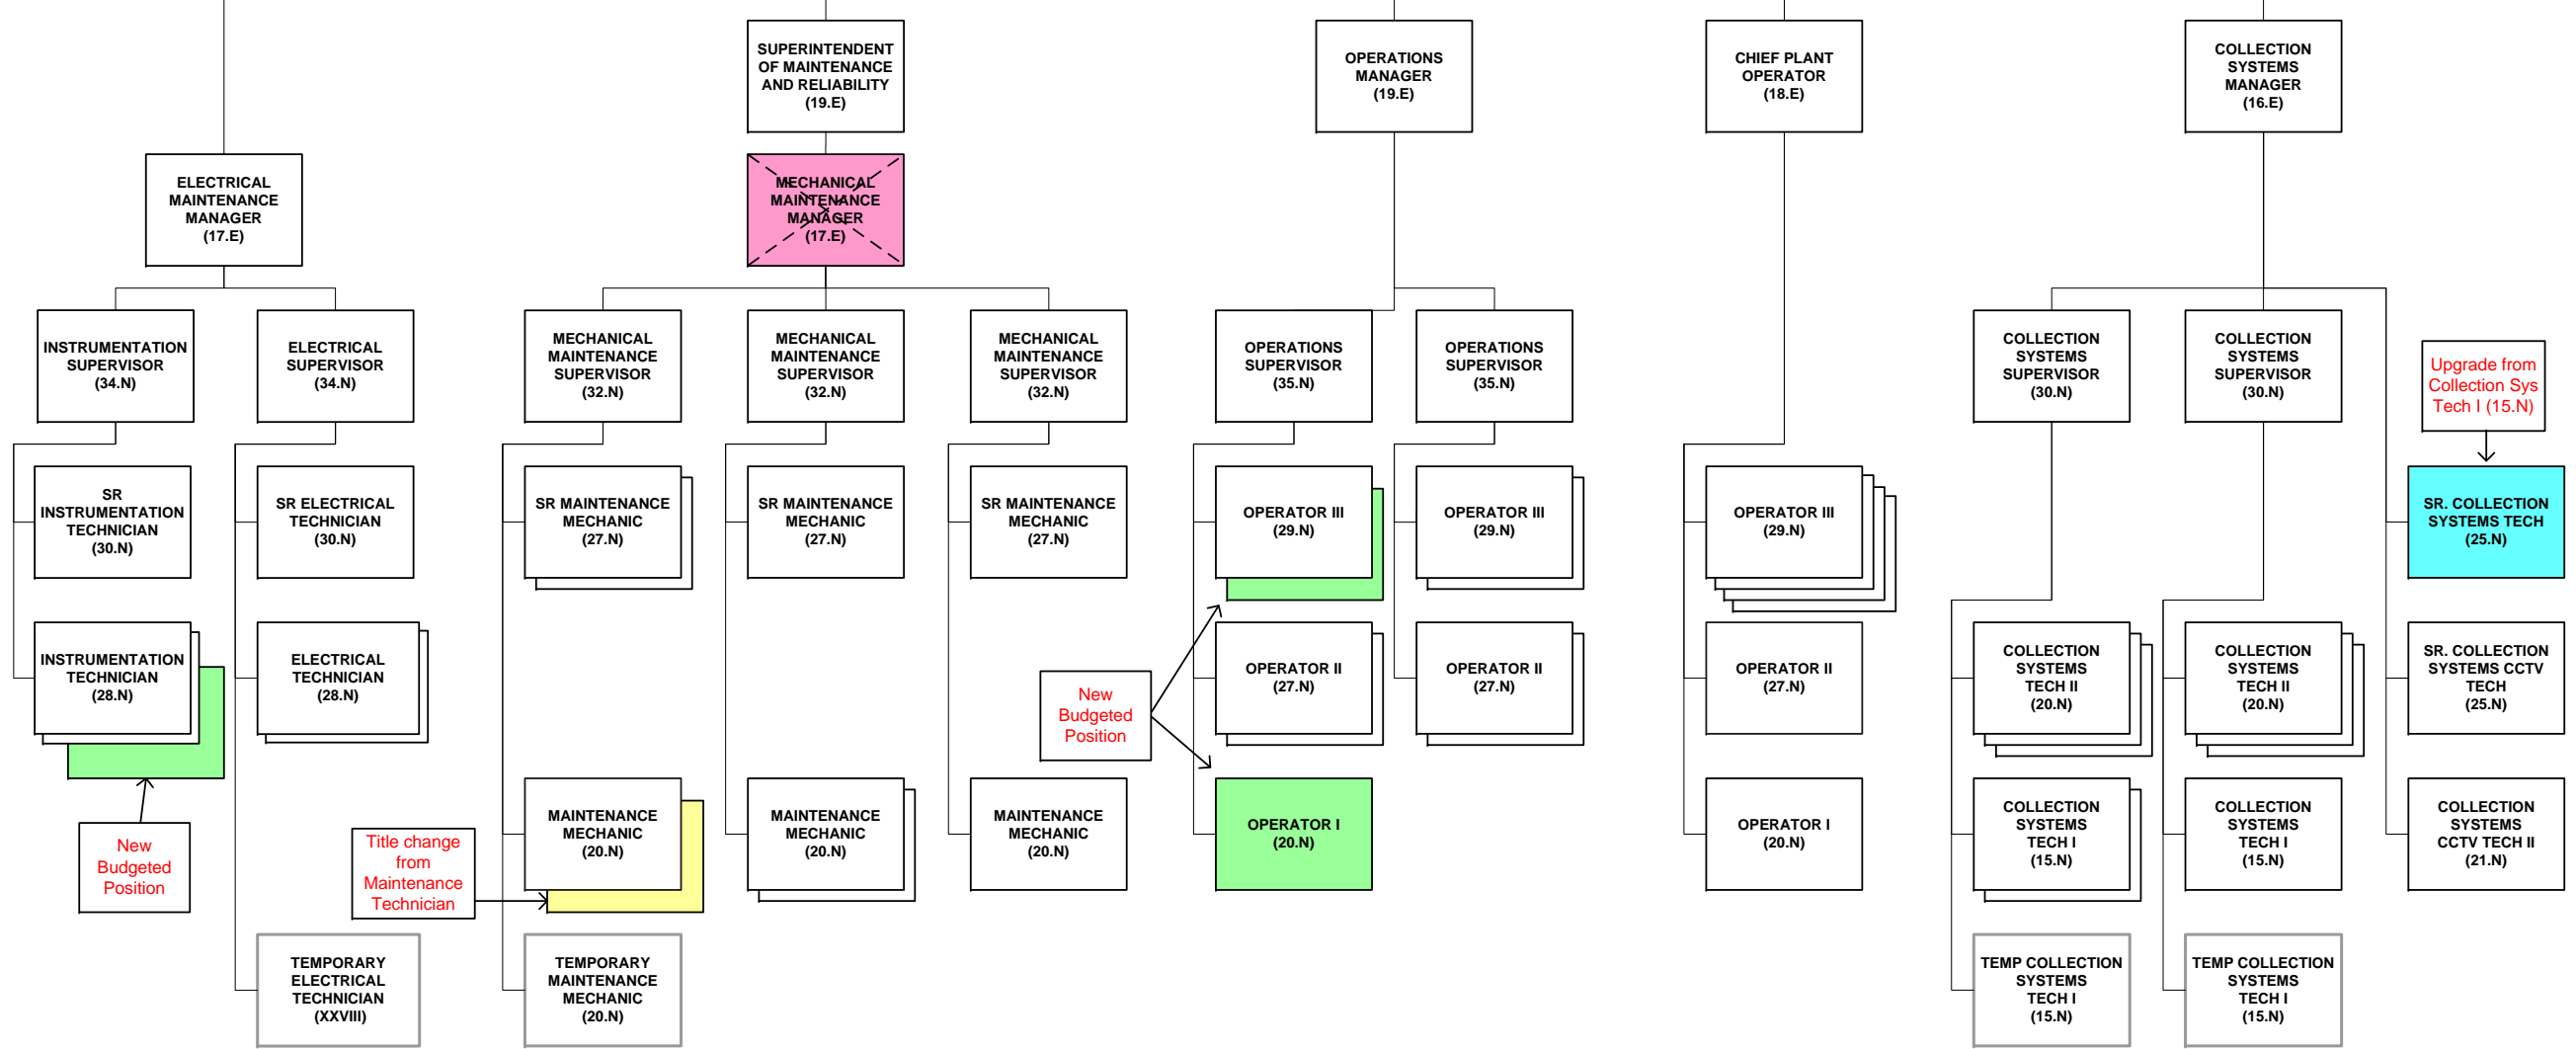 SUPERINTENDENT
OF MAINTENANCE
AND RELIABILITY
(19.E)
OPERATIONS
MANAGER
(19.E)
CHIEF PLANT
OPERATOR
(18.E)
COLLECTION
SYSTEMS
MANAGER
(16.E)
ELECTRICAL
MAINTENANCE
MANAGER
(17.E)
MECHANICAL
MAINTENANCE
MANAGER
(17.E)
INSTRUMENTATION
SUPERVISOR
(34.N)
ELECTRICAL
SUPERVISOR
(34.N)
MECHANICAL
MAINTENANCE
SUPERVISOR
(32.N)
MECHANICAL
MAINTENANCE
SUPERVISOR
(32.N)
MECHANICAL
MAINTENANCE
SUPERVISOR
(32.N)
OPERATIONS
SUPERVISOR
(35.N)
OPERATIONS
SUPERVISOR
(35.N)
COLLECTION
SYSTEMS
SUPERVISOR
(30.N)
COLLECTION
SYSTEMS
SUPERVISOR
(30.N)
Upgrade from
Collection Sys
Tech I (15.N)
SR
INSTRUMENTATION
TECHNICIAN
(30.N)
SR ELECTRICAL
TECHNICIAN
(30.N)
SR MAINTENANCE
MECHANIC
(27.N)
SR MAINTENANCE
MECHANIC
(27.N)
SR MAINTENANCE
MECHANIC
(27.N)
OPERATOR III
(29.N)
OPERATOR III
(29.N)
OPERATOR III
(29.N)
SR. COLLECTION
SYSTEMS TECH
(25.N)
INSTRUMENTATION
TECHNICIAN
(28.N)
ELECTRICAL
TECHNICIAN
(28.N)
New
Budgeted
Position
OPERATOR II
(27.N)
OPERATOR II
(27.N)
OPERATOR II
(27.N)
COLLECTION
SYSTEMS
TECH II
(20.N)
COLLECTION
SYSTEMS
TECH II
(20.N)
SR. COLLECTION
SYSTEMS CCTV
TECH
(25.N)
New
Budgeted
Position
Title change
from
Maintenance
Technician
MAINTENANCE
MECHANIC
(20.N)
MAINTENANCE
MECHANIC
(20.N)
MAINTENANCE
MECHANIC
(20.N)
OPERATOR I
(20.N)
OPERATOR I
(20.N)
COLLECTION
SYSTEMS
TECH I
(15.N)
COLLECTION
SYSTEMS
TECH I
(15.N)
COLLECTION
SYSTEMS
CCTV TECH II
(21.N)
TEMPORARY
ELECTRICAL
TECHNICIAN
(XXVIII)
TEMPORARY
MAINTENANCE
MECHANIC
(20.N)
TEMP COLLECTION
SYSTEMS
TECH I
(15.N)
TEMP COLLECTION
SYSTEMS
TECH I
(15.N)